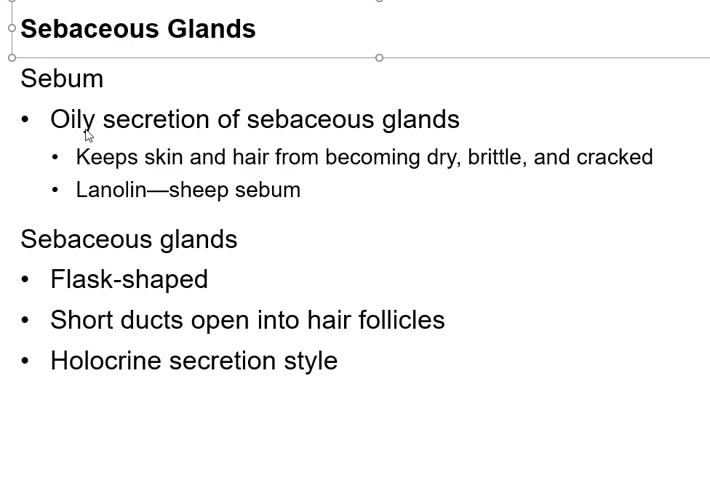 Sebaceous Glands
Sebum
• Oily secretion of sebaceous glands
• Keeps skin and hair from becoming dry, brittle, and cracked
• Lanolin—sheep sebum
Sebaceous glands
• Flask-shaped
• Short ducts open into hair follicles
• Holocrine secretion style